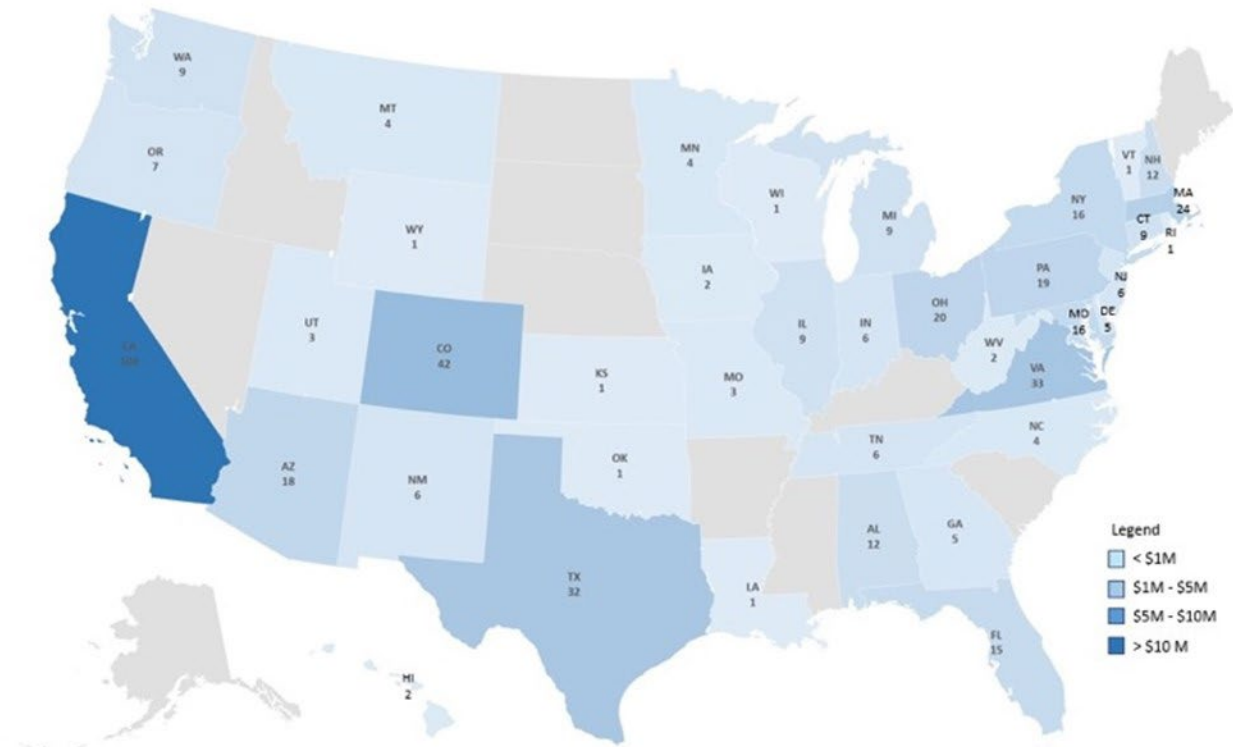 WA
9
MT
4
OR
7
MN
4
WI
1
MI
9
VT
1
NH
12
MA
24
NY
16
CT
9
RI
1
WY
1
IA
2
PA
19
NJ
6
OH
20
MD
16
DE
5
UT
3
CO
42
IL
9
IN
6
WV
2
VA
33
CA
KS
1
MO
3
NC
4
TN
6
AZ
18
NM
6
OK
1
AL
12
GA
5
TX
32
LA
1
FL
15
HI
2
Legend
< $1M
$1M - $5M
$5M - $10M
> $10 M